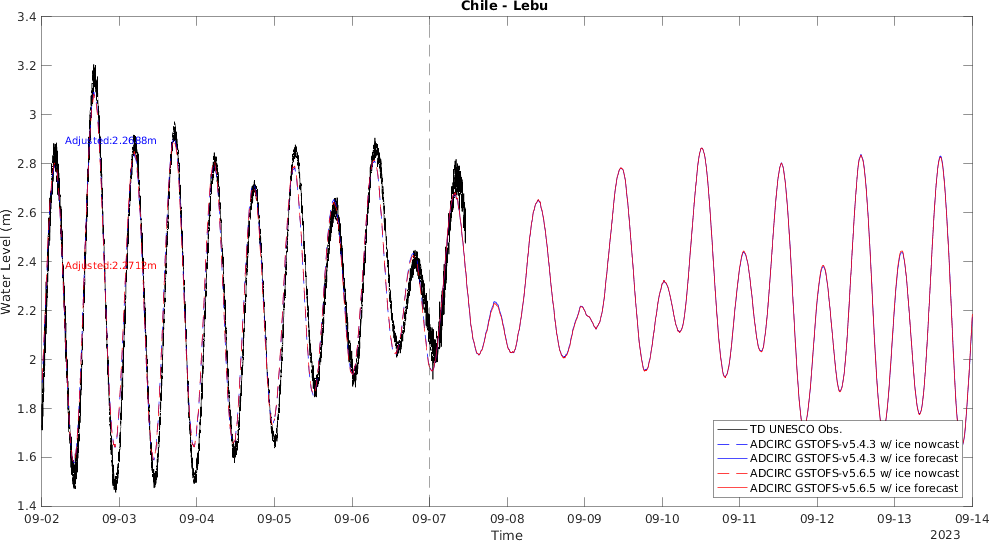 Chile - Lebu
3.4
3.2
3
2.8
2.6
2.4
2.2
2
1.8
1.6
1.4
Water Level (m)
Adjusted:2.2688m
Adjusted:2.2712m
TD UNESCO Obs.
ADCIRC GSTOFS-v5.4.3 w/ ice nowcast
ADCIRC GSTOFS-v5.4.3 w/ ice forecast
ADCIRC GSTOFS-v5.6.5 w/ ice nowcast
ADCIRC GSTOFS-v5.6.5 w/ ice forecast
09-02 09-03 09-04 09-05 09-06 09-07 09-08 09-09 09-10 09-11 09-12 09-13 09-14
Time
2023